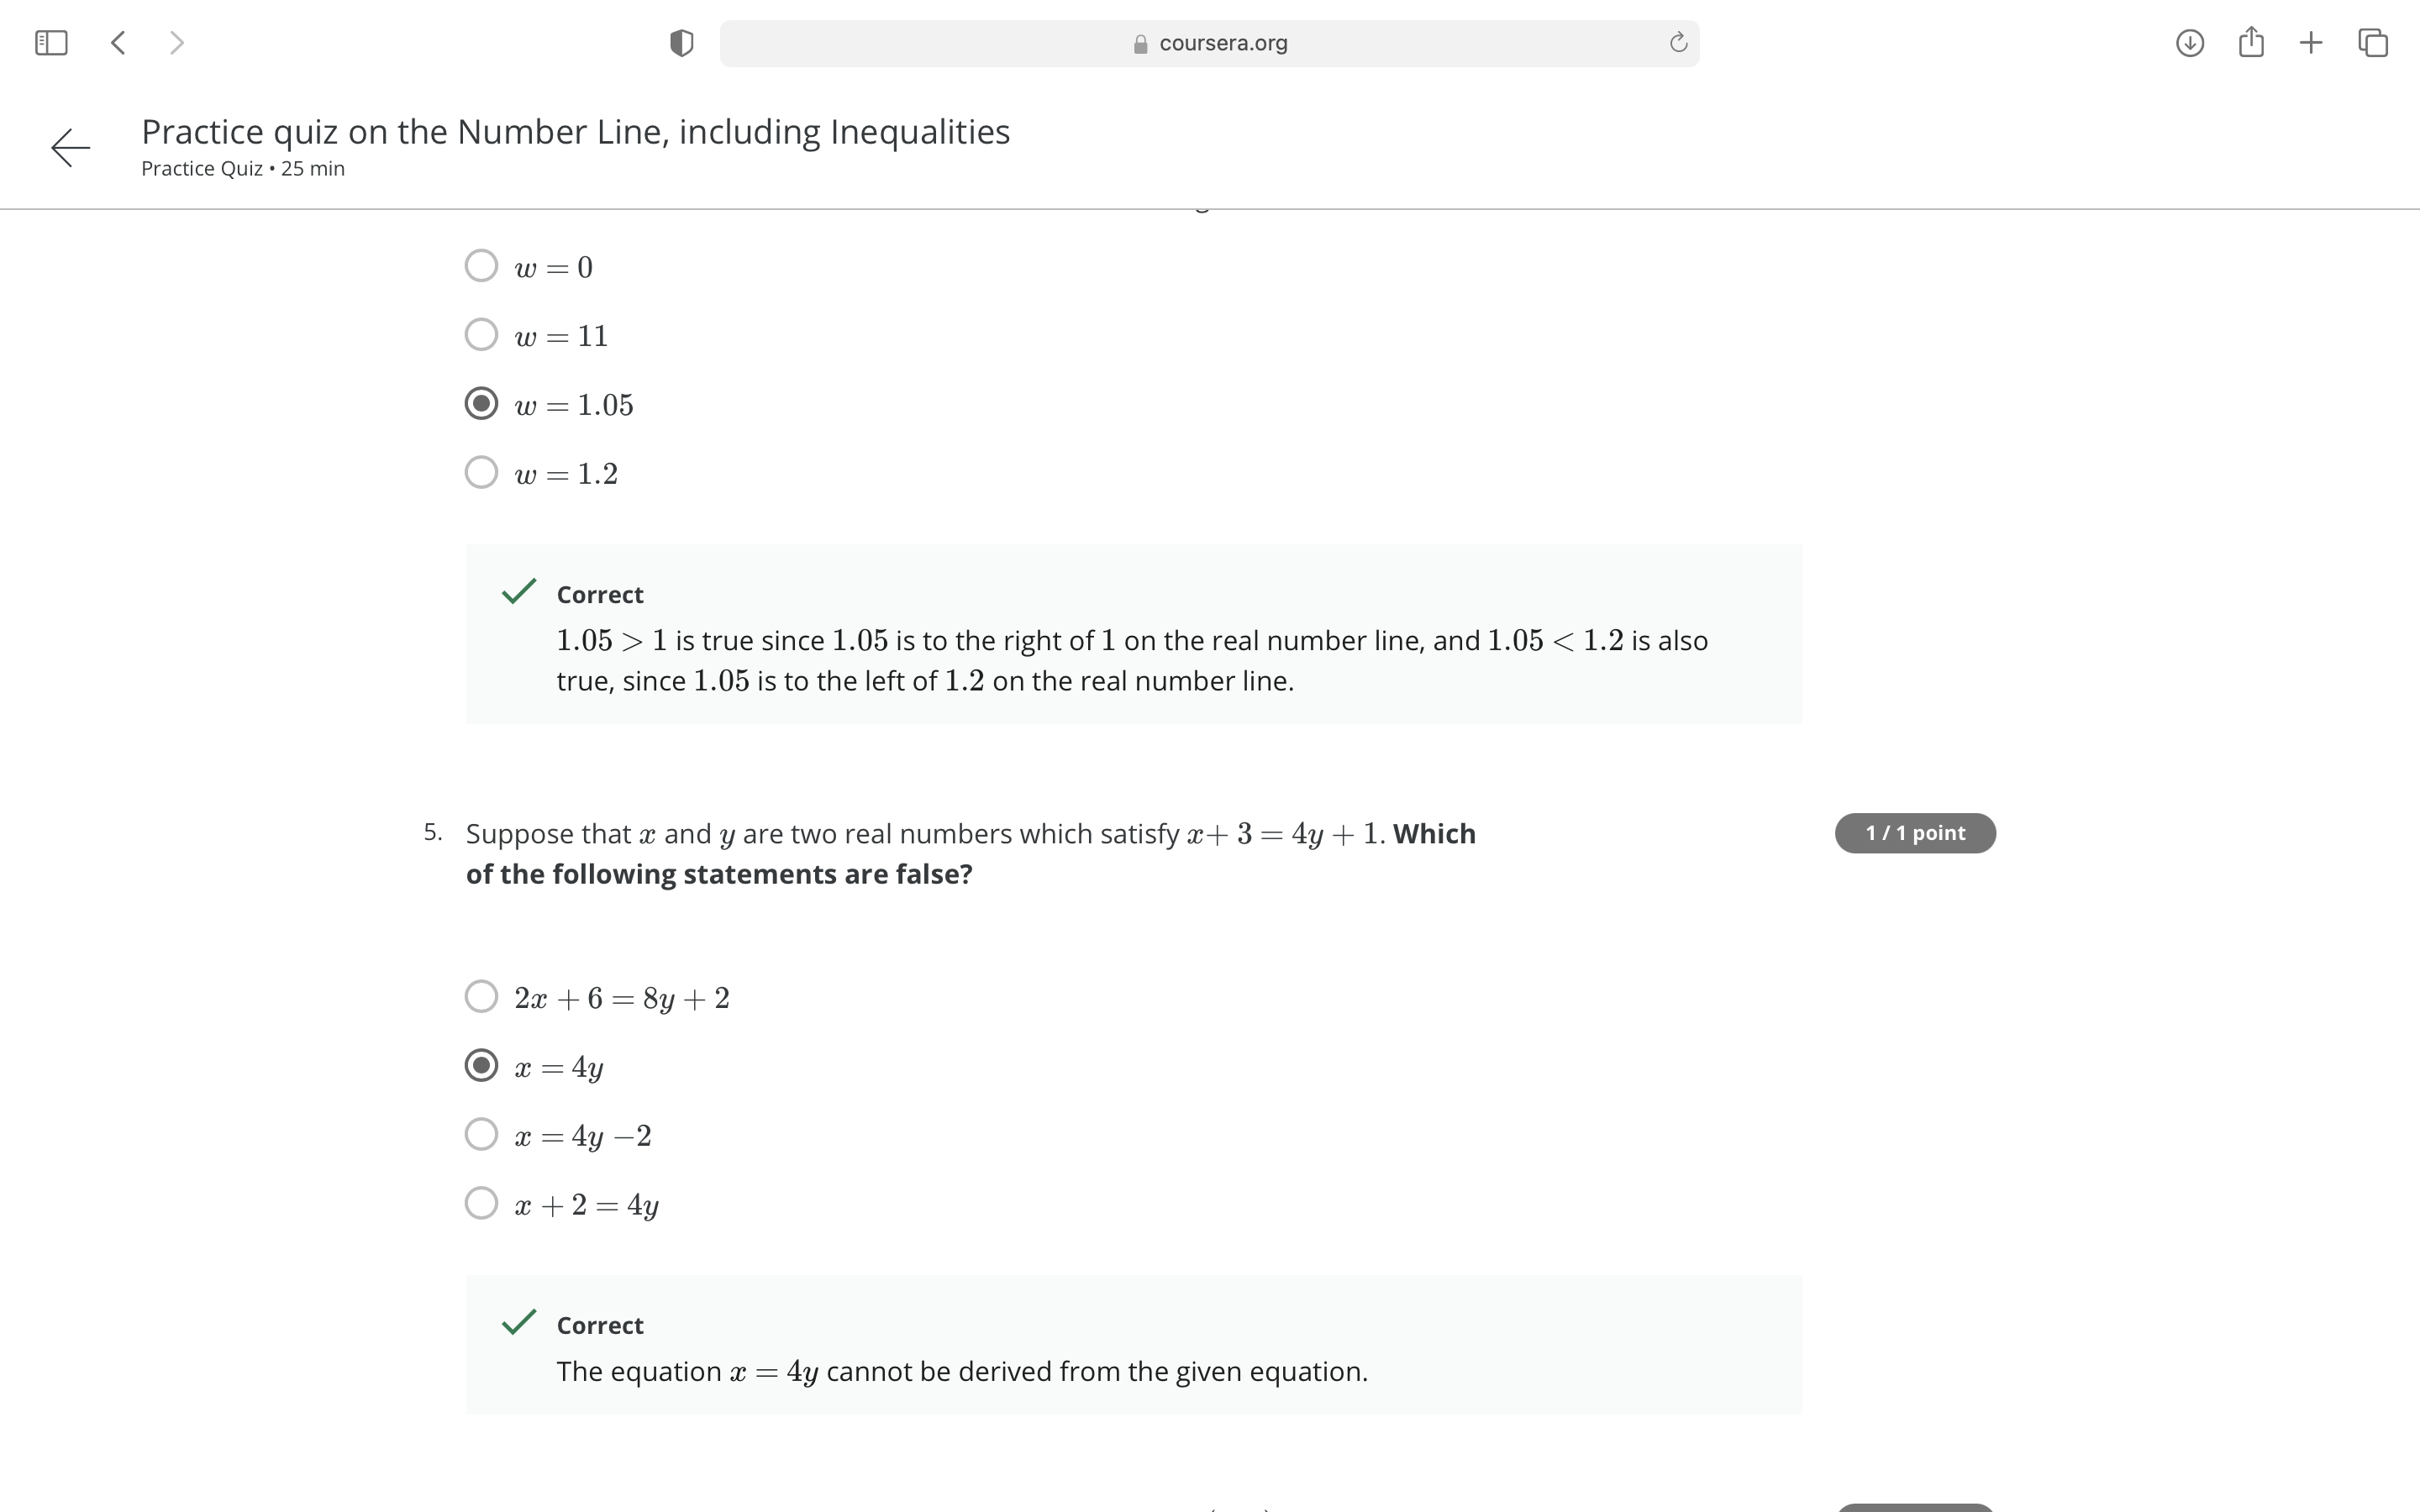 coursera.org
Practice quiz on the Number Line, including Inequalities
Practice Quiz • 25 min
w = 0
w = 11
w = 1.05
w = 1.2
Correct
1.05 > 1 is true since 1.05 is to the right of 1 on the real number line, and 1.05 < 1.2 is also
true, since 1.05 is to the left of 1.2 on the real number line.
5. Suppose that x and y are two real numbers which satisfy x+ 3 = 4y + 1. Which
of the following statements are false?
1 / 1 point
2x + 6 = 8y + 2
x = 4y
x = 4y −2
x + 2 = 4y
Correct
The equation x = 4y cannot be derived from the given equation.